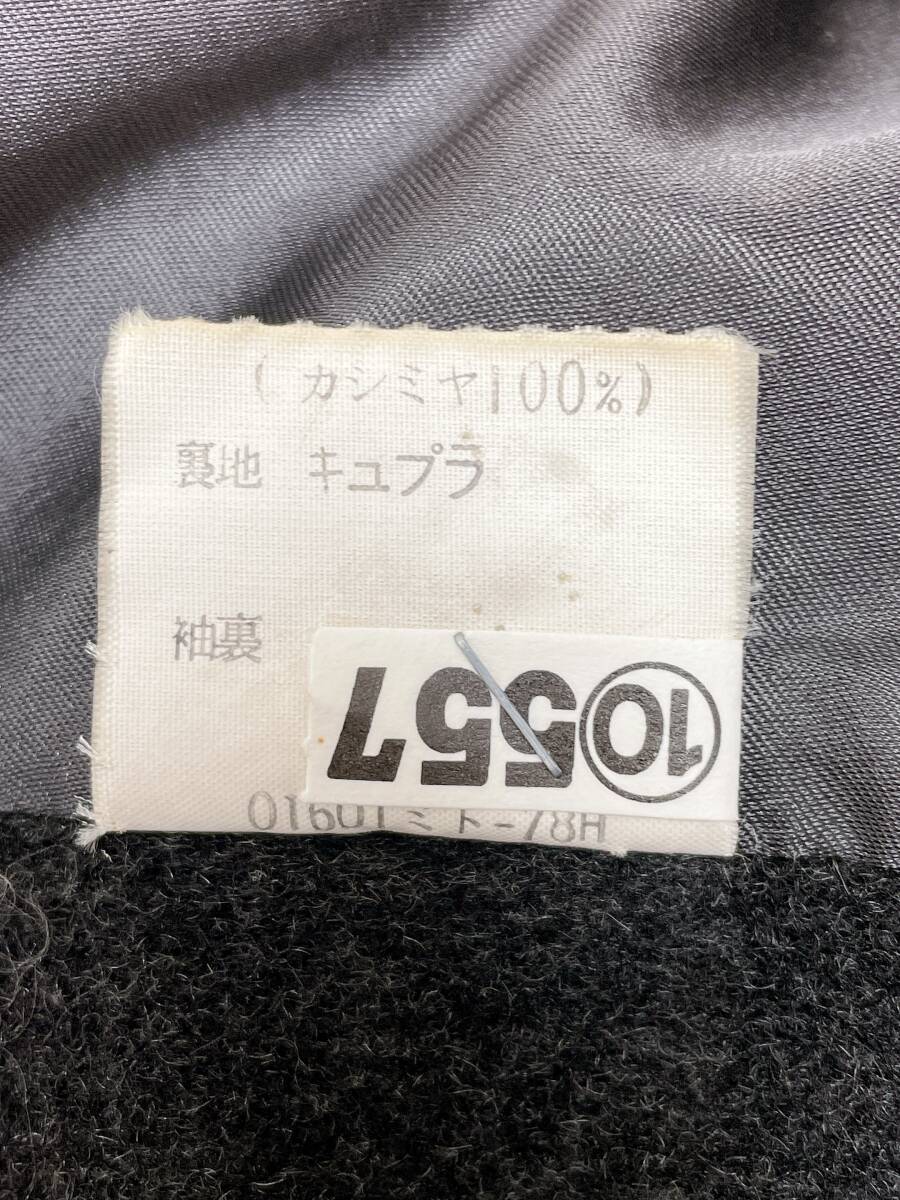 ( カシミヤ100%)
裏地 キュプラ
袖裏
⑩557
01601ミト-78H